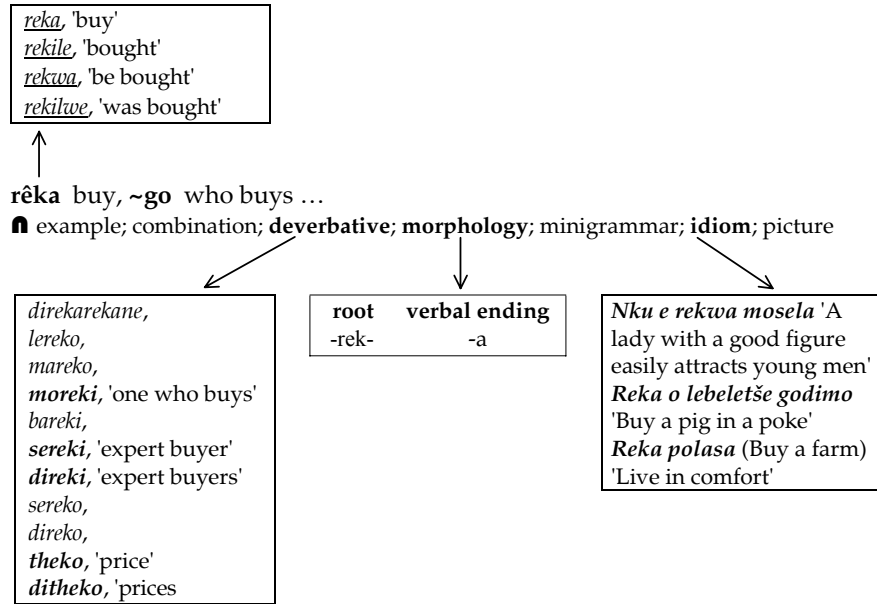 reka, 'buy'
rekile, 'bought'
rekwa, 'be bought'
rekilwe, 'was bought'
rêka buy, ~go who buys …
example; combination; deverbative; morphology; minigrammar; idiom; picture
direkarekane,
lereko,
mareko,
moreki, 'one who buys'
bareki,
sereki, 'expert buyer'
direki, 'expert buyers'
sereko,
direko,
theko, 'price'
ditheko, 'prices
root verbal ending
-rek- -a
Nku e rekwa mosela 'A
lady with a good figure
easily attracts young men'
Reka o lebeletše godimo
'Buy a pig in a poke'
Reka polasa (Buy a farm)
'Live in comfort'